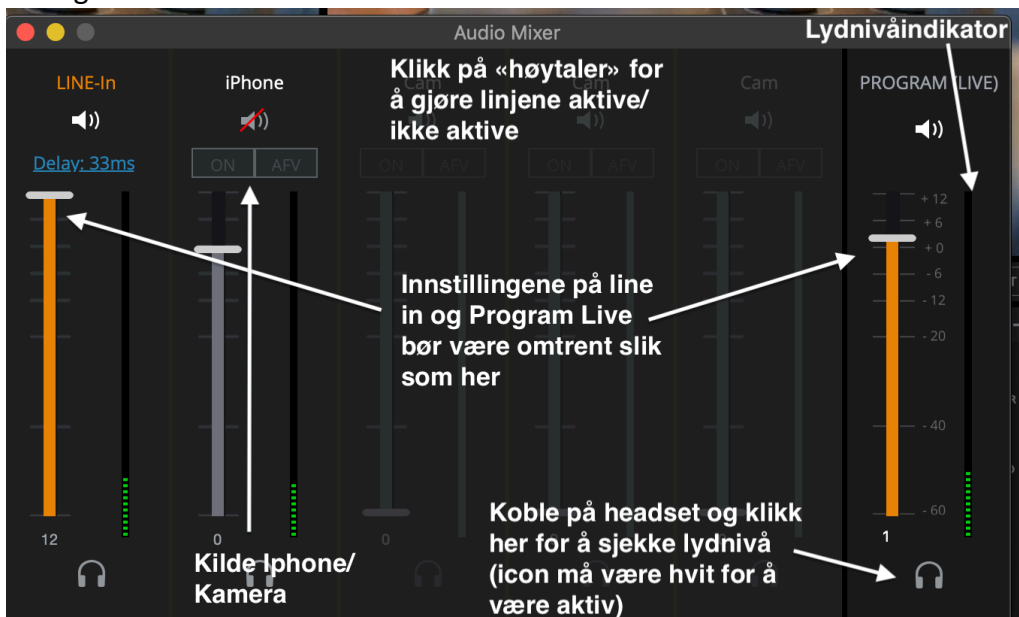 Audio Mixer
Lydnivåindikator
LINE-In
iPhone
Cam
Cam
Cam
PROGRAM (LIVE)
Klikk på «høytaler» for
å gjøre linjene aktive/
ikke aktive
Delay: 33ms
ON AFV
ON AFV
ON AFV
ON AFV
+ 12
+ 6
+ 0
- 6
- 12
- 20
- 40
- 60
Innstillingene på line
in og Program Live
bør være omtrent slik
som her
Koble på headset og klikk
her for å sjekke lydnivå
(icon må være hvit for å
være aktiv)
12
0
0
1
Kilde Iphone/
Kamera